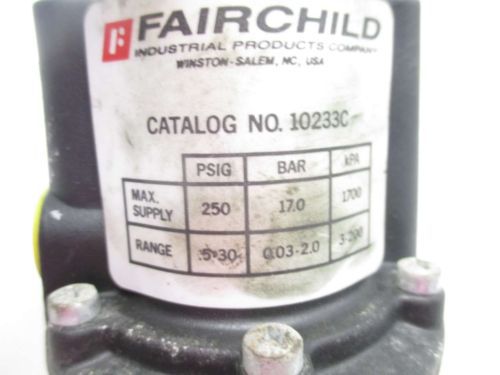 FAIRCHILD
INDUSTRIAL PRODUCTS COMPANY
WINSTON-SALEM, NC, USA
CATALOG NO. 10233C
PSIG BAR kPA
MAX. SUPPLY 250 17.0 1700
RANGE .5-30 0.03-2.0 3-200